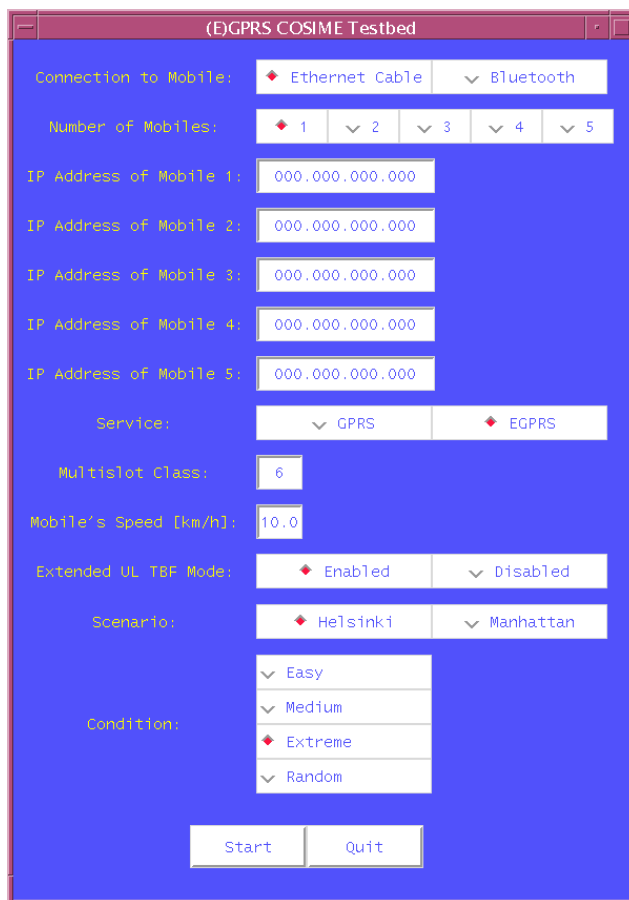 (E)GPRS COSIME Testbed
Connection to Mobile: Ethernet Cable Bluetooth
Number of Mobiles: 1 2 3 4 5
IP Address of Mobile 1: 000.000.000.000
IP Address of Mobile 2: 000.000.000.000
IP Address of Mobile 3: 000.000.000.000
IP Address of Mobile 4: 000.000.000.000
IP Address of Mobile 5: 000.000.000.000
Service: GPRS EGPRS
Multislot Class: 6
Mobile's Speed [km/h]: 10.0
Extended UL TBF Mode: Enabled Disabled
Scenario: Helsinki Manhattan
Condition:
Easy
Medium
Extreme
Random
Start Quit